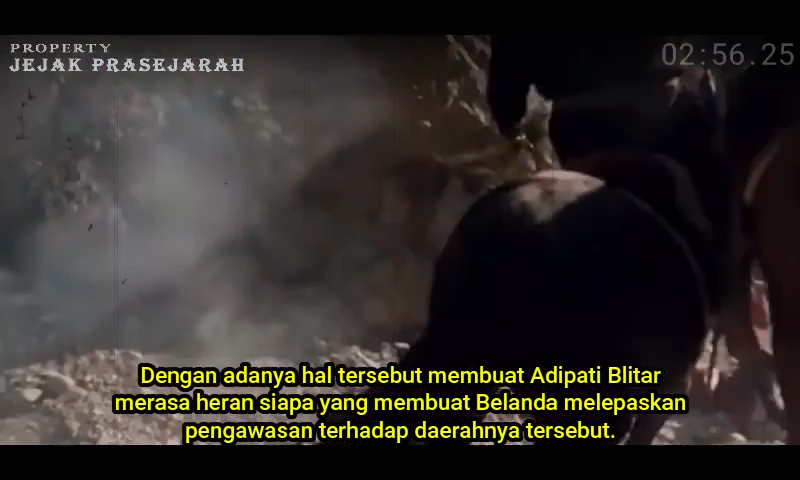 PROPERTY
JEJAK PRASEJARAH
02:56.25
Dengan adanya hal tersebut membuat Adipati Blitar
merasa heran siapa yang membuat Belanda melepaskan
pengawasan terhadap daerahnya tersebut.